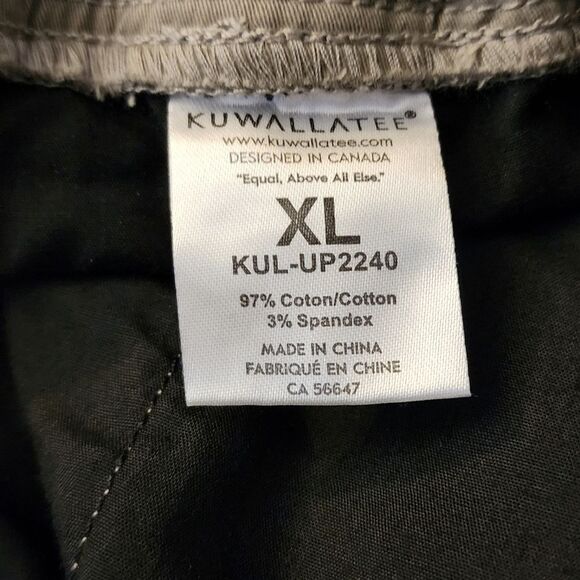 KUWALLATEE®
www.kuwallatee.com
DESIGNED IN CANADA
"Equal, Above All Else."
XL
KUL-UP2240
97% Coton/Cotton
3% Spandex
MADE IN CHINA
FABRIQUÉ EN CHINE
CA 56647